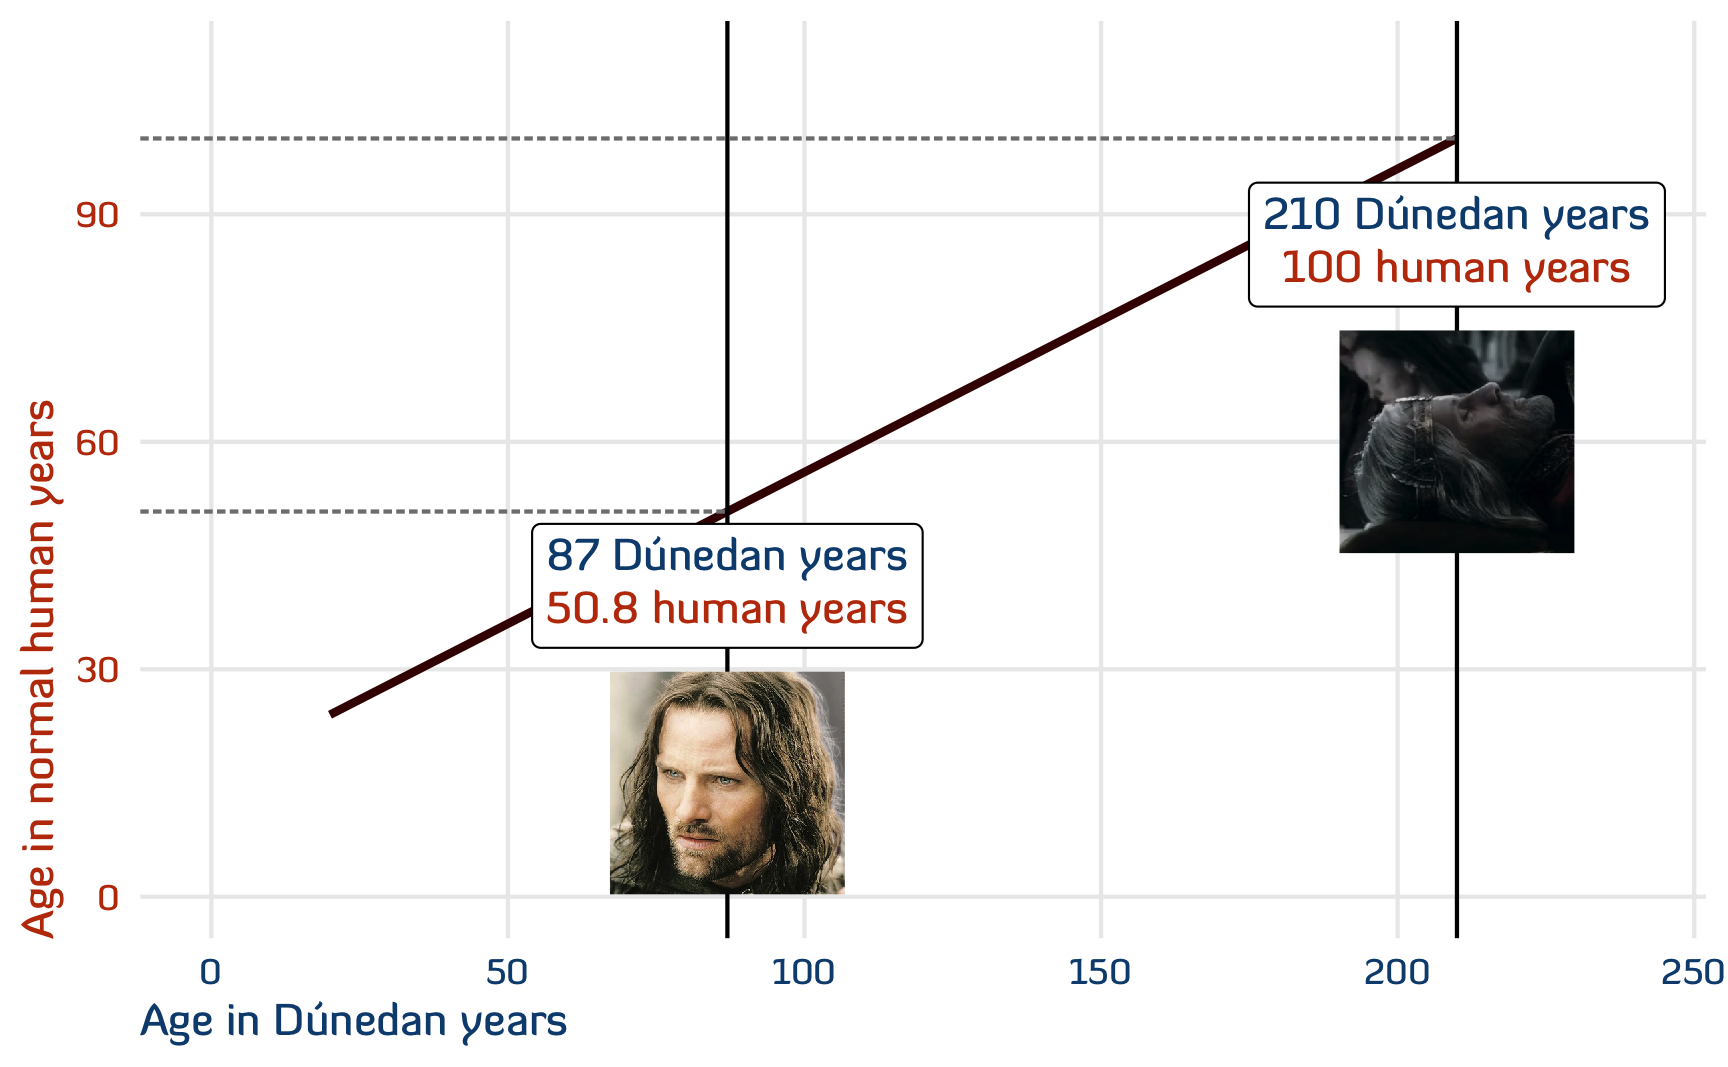 90
60
30
0
Age in normal human years
210 Dúnedan years
100 human years
87 Dúnedan years
50.8 human years
0
50
100
150
200
250
Age in Dúnedan years